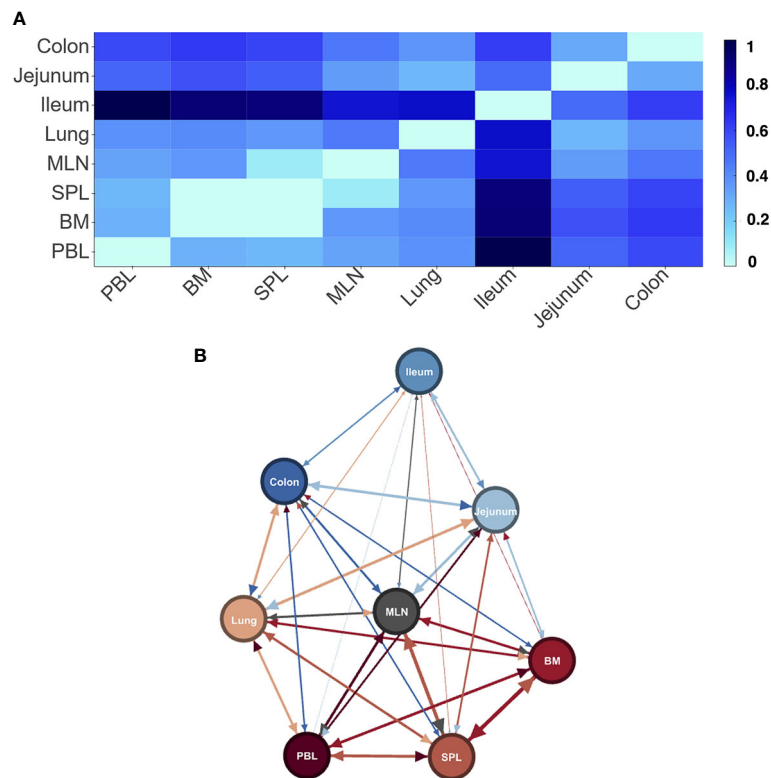 A
Colon
Jejunum
Ileum
Lung
MLN
SPL
BM
PBL
PBL
BM
SPL
MLN
Lung
Ileum
Jejunum
Colon
1
0.8
0.6
0.4
0.2
0
B
Ileum
Colon
Jejunum
Lung
MLN
BM
PBL
SPL